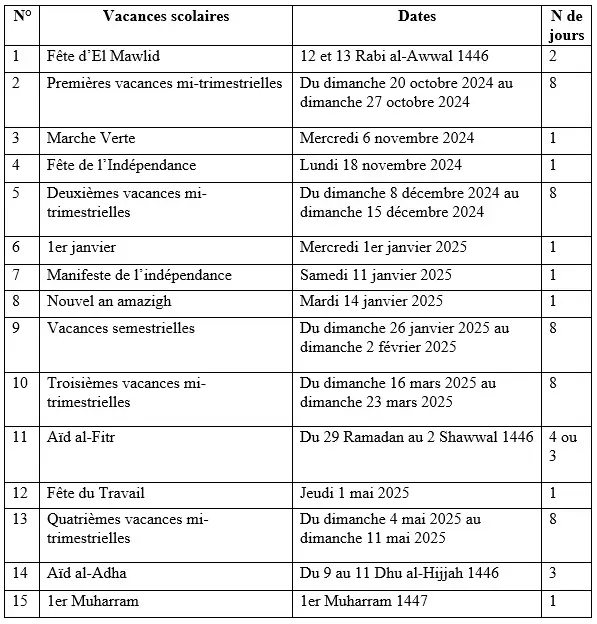 N° Vacances scolaires Dates N de
jours
1 Fête d’El Mawlid 12 et 13 Rabi al-Awwal 1446 2
2 Premières vacances mi-trimestrielles Du dimanche 20 octobre 2024 au 8
dimanche 27 octobre 2024
3 Marche Verte Mercredi 6 novembre 2024 1
4 Fête de l’Indépendance Lundi 18 novembre 2024 1
5 Deuxièmes vacances mi- Du dimanche 8 décembre 2024 au 8
trimestrielles dimanche 15 décembre 2024
6 1er janvier Mercredi 1er janvier 2025 1
7 Manifeste de l’indépendance Samedi 11 janvier 2025 1
8 Nouvel an amazigh Mardi 14 janvier 2025 1
9 Vacances semestrielles Du dimanche 26 janvier 2025 au 8
dimanche 2 février 2025
10 Troisièmes vacances mi- Du dimanche 16 mars 2025 au 8
trimestrielles dimanche 23 mars 2025
11 Aïd al-Fitr Du 29 Ramadan au 2 Shawwal 1446 4 ou
3
12 Fête du Travail Jeudi 1 mai 2025 1
13 Quatrièmes vacances mi- Du dimanche 4 mai 2025 au 8
trimestrielles dimanche 11 mai 2025
14 Aïd al-Adha Du 9 au 11 Dhu al-Hijjah 1446 3
15 1er Muharram 1er Muharram 1447 1